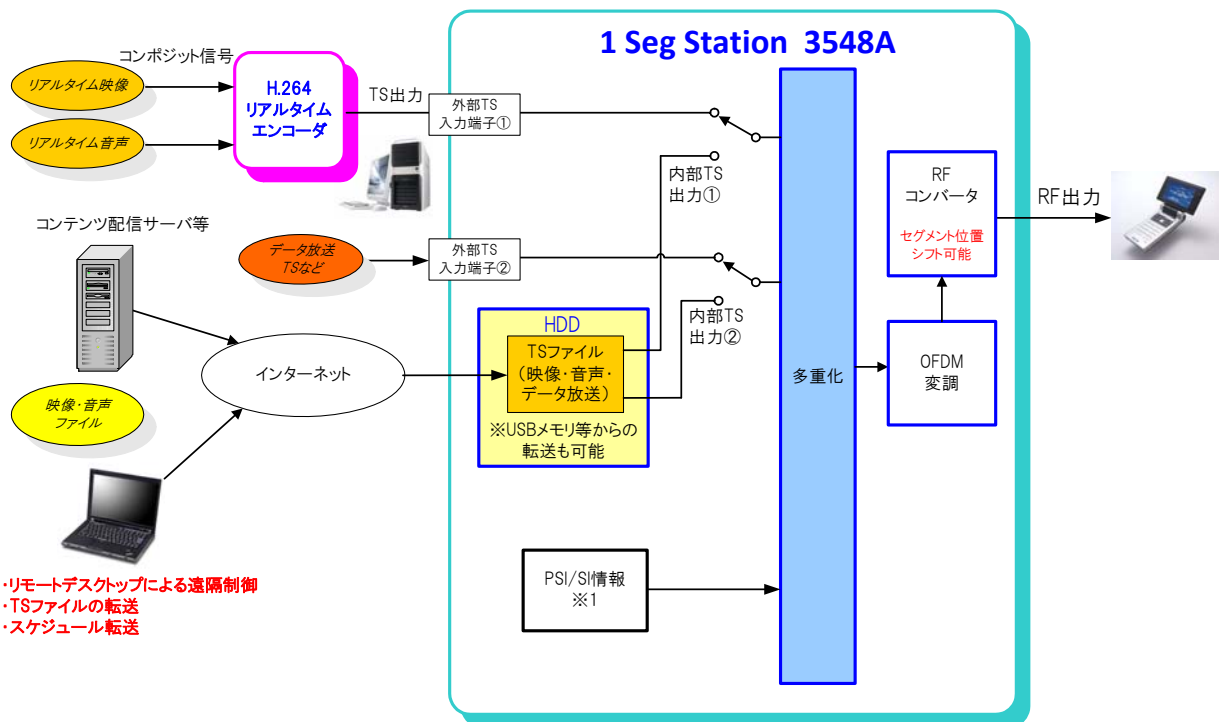 1 Seg Station 3548A
コンポジット信号
リアルタイム映像
リアルタイム音声
H.264
リアルタイム
エンコーダ
TS出力
外部TS
入力端子①
内部TS
出力①
コンテンツ配信サーバ等
データ放送
TSなど
外部TS
入力端子②
内部TS
出力②
HDD
TSファイル
（映像・音声・
データ放送）
※USBメモリ等からの
転送も可能
インターネット
映像・音声
ファイル
・リモートデスクトップによる遠隔制御
・TSファイルの転送
・スケジュール転送
PSI/SI情報
※1
多重化
OFDM
変調
RF
コンバータ
セグメント位置
シフト可能
RF出力